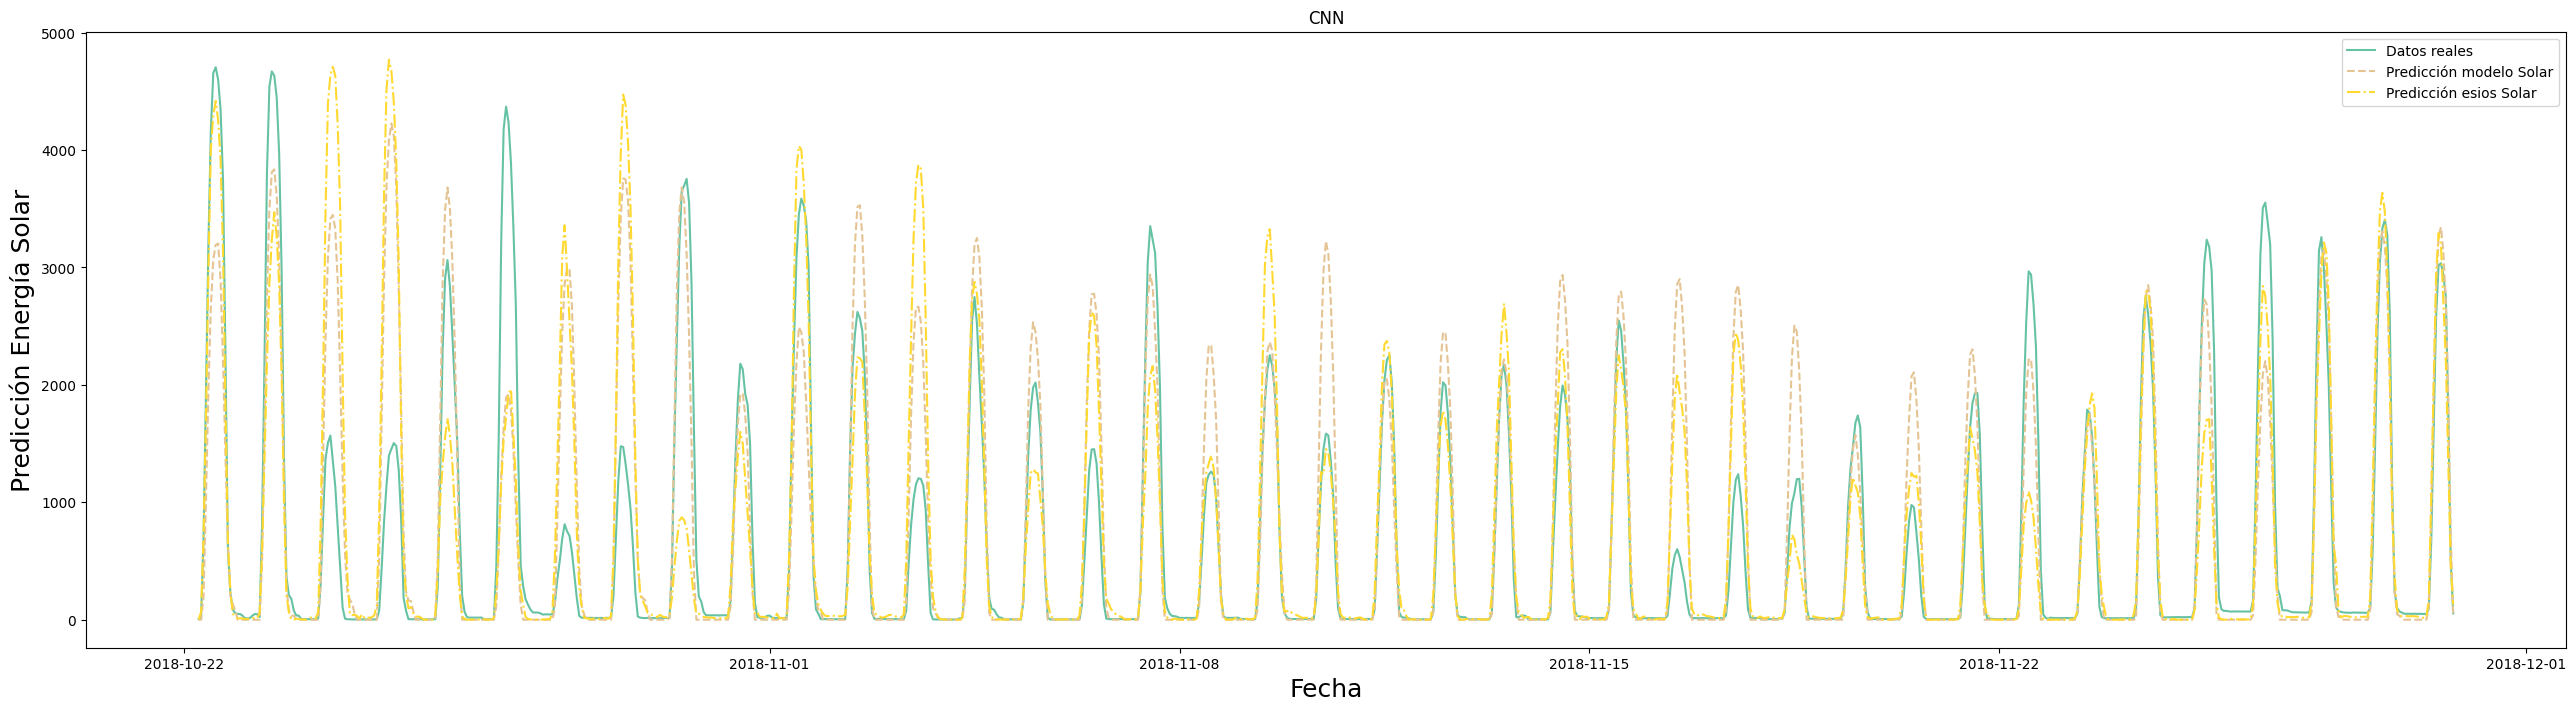 CNN
Predicción Energía Solar
5000
4000
3000
2000
1000
0
Datos reales
Predicción modelo Solar
Predicción esios Solar
2018-10-22
2018-11-01
2018-11-08
2018-11-15
2018-11-22
2018-12-01
Fecha